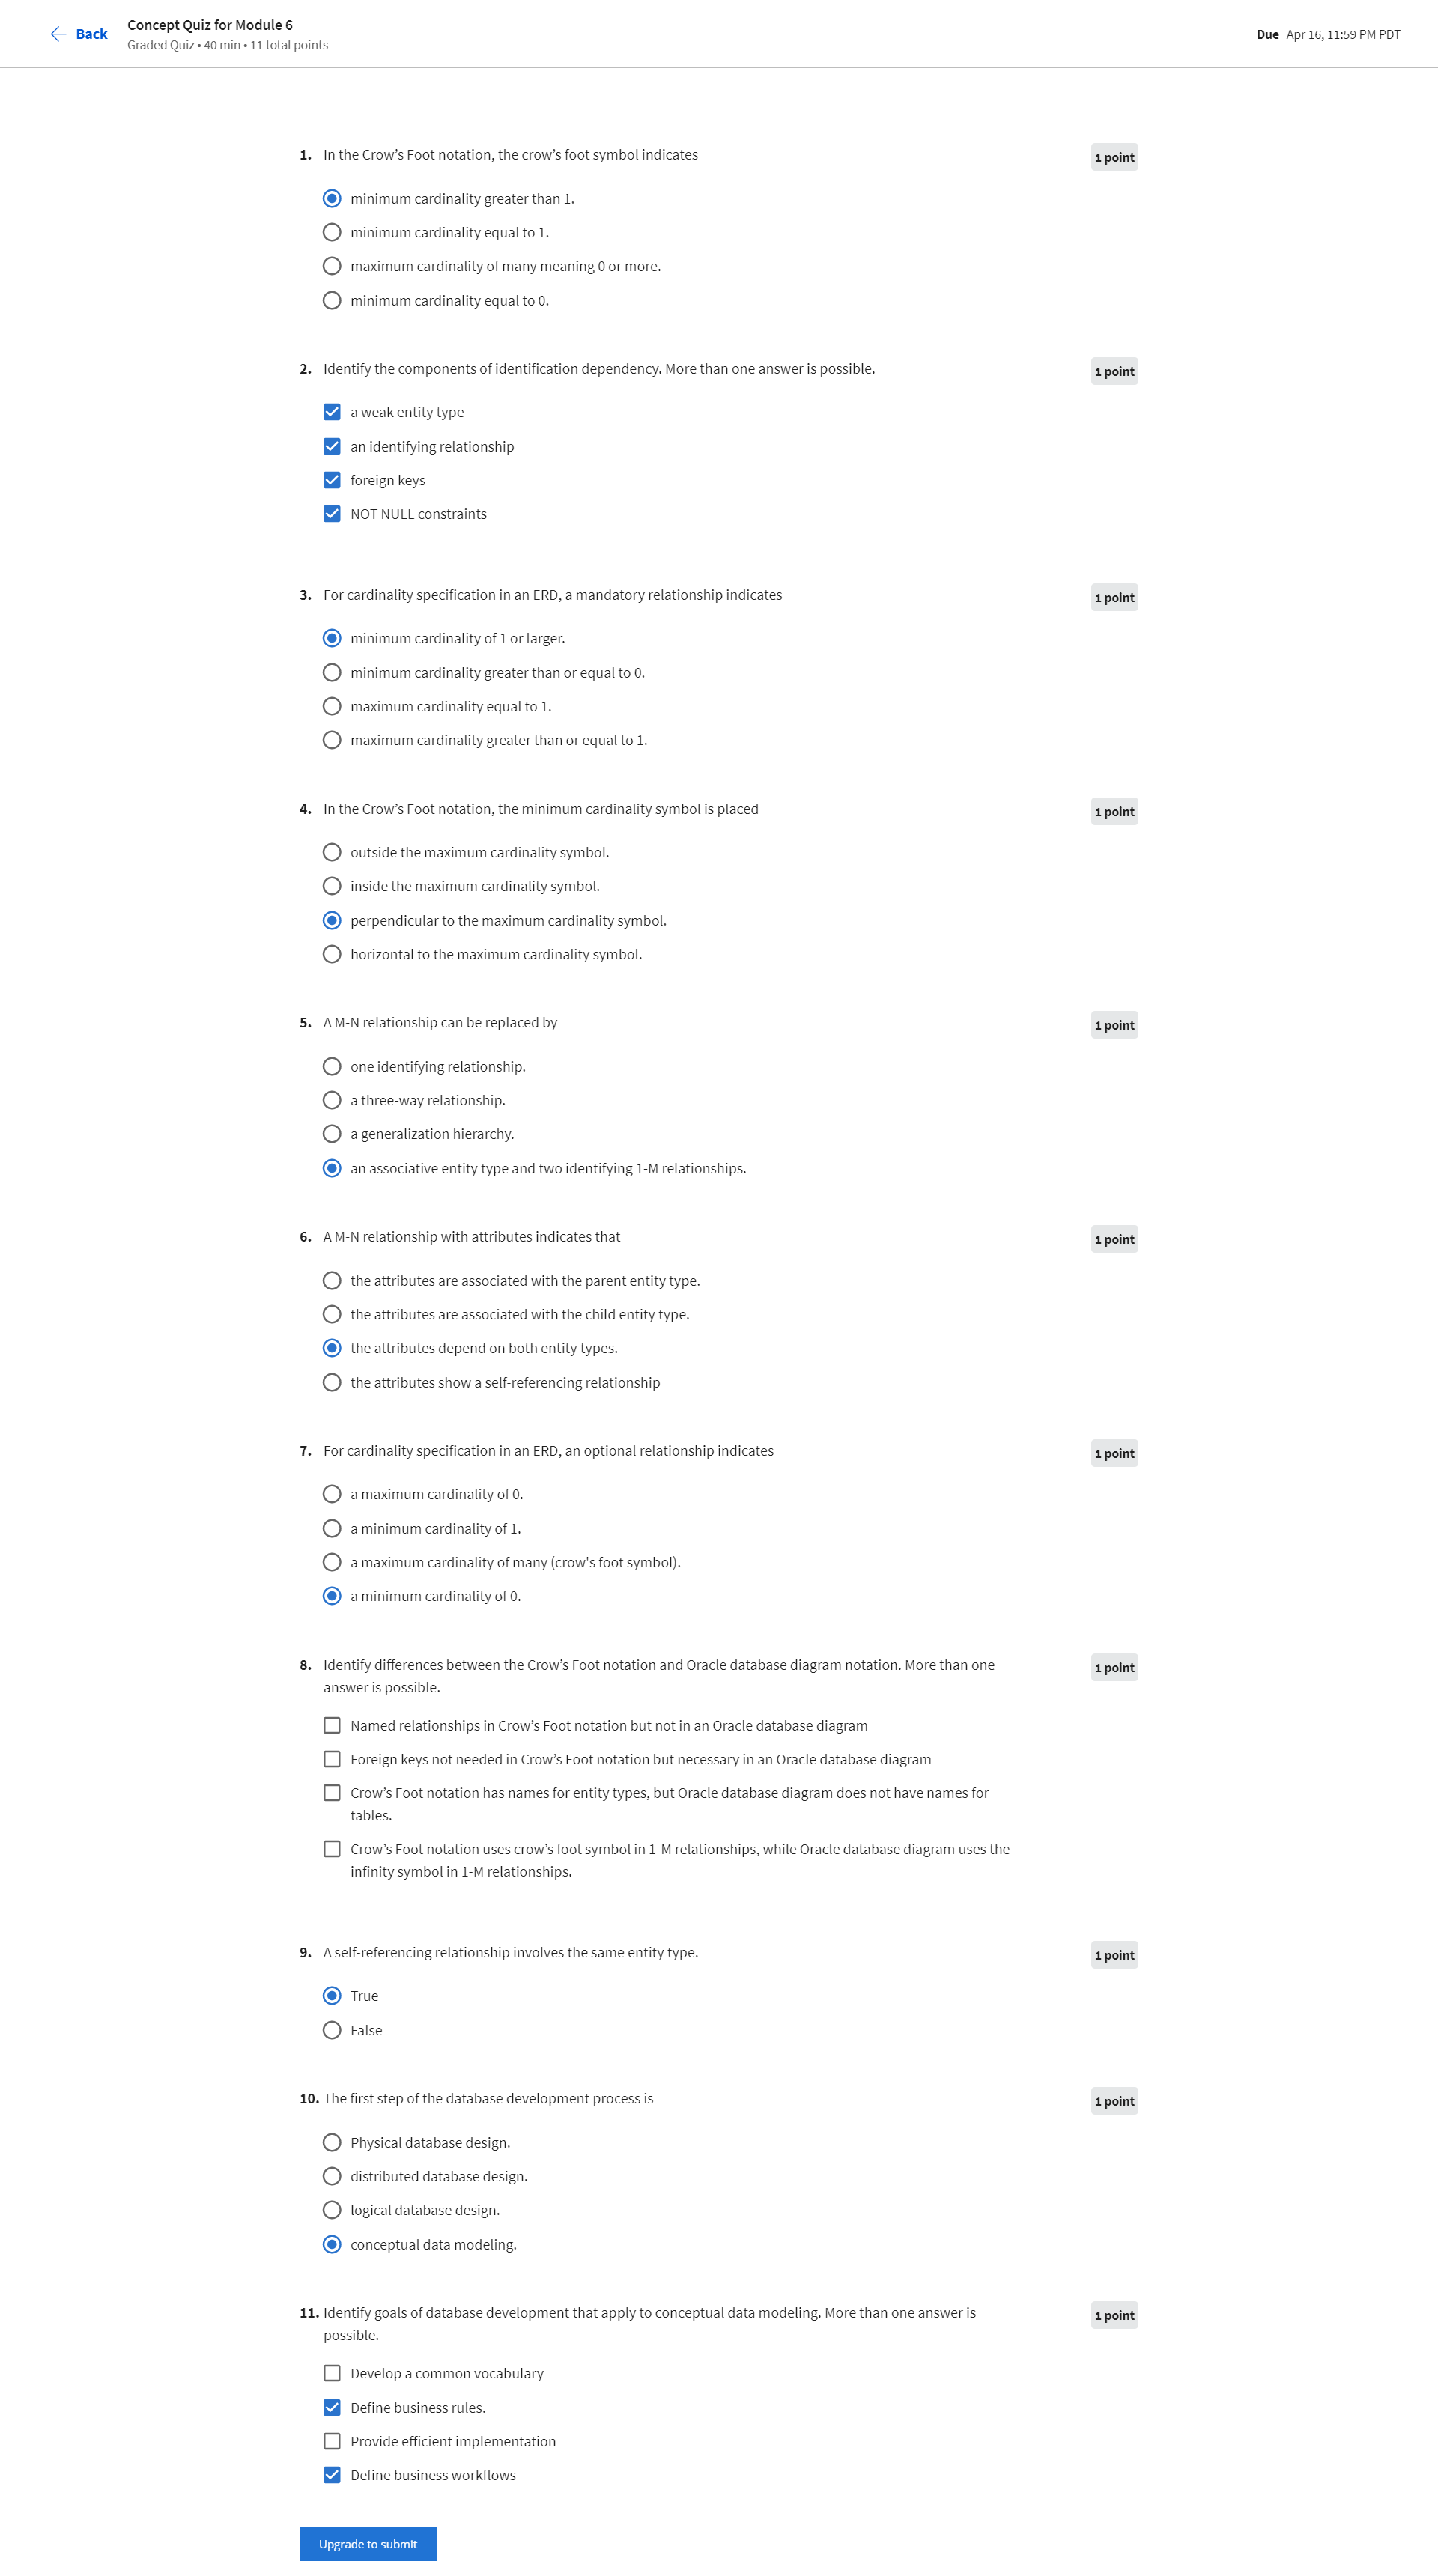 Back
Concept Quiz for Module 6
Graded Quiz • 40 min • 11 total points
Due Apr 16, 11:59 PM PDT
1. In the Crow’s Foot notation, the crow’s foot symbol indicates
1 point
minimum cardinality greater than 1.
minimum cardinality equal to 1.
maximum cardinality of many meaning 0 or more.
minimum cardinality equal to 0.
2. Identify the components of identification dependency. More than one answer is possible.
1 point
a weak entity type
an identifying relationship
foreign keys
NOT NULL constraints
3. For cardinality specification in an ERD, a mandatory relationship indicates
1 point
minimum cardinality of 1 or larger.
minimum cardinality greater than or equal to 0.
maximum cardinality equal to 1.
maximum cardinality greater than or equal to 1.
4. In the Crow’s Foot notation, the minimum cardinality symbol is placed
1 point
outside the maximum cardinality symbol.
inside the maximum cardinality symbol.
perpendicular to the maximum cardinality symbol.
horizontal to the maximum cardinality symbol.
5. A M-N relationship can be replaced by
1 point
one identifying relationship.
a three-way relationship.
a generalization hierarchy.
an associative entity type and two identifying 1-M relationships.
6. A M-N relationship with attributes indicates that
1 point
the attributes are associated with the parent entity type.
the attributes are associated with the child entity type.
the attributes depend on both entity types.
the attributes show a self-referencing relationship
7. For cardinality specification in an ERD, an optional relationship indicates
1 point
a maximum cardinality of 0.
a minimum cardinality of 1.
a maximum cardinality of many (crow's foot symbol).
a minimum cardinality of 0.
8. Identify differences between the Crow’s Foot notation and Oracle database diagram notation. More than one
answer is possible.
1 point
Named relationships in Crow’s Foot notation but not in an Oracle database diagram
Foreign keys not needed in Crow’s Foot notation but necessary in an Oracle database diagram
Crow’s Foot notation has names for entity types, but Oracle database diagram does not have names for
tables.
Crow’s Foot notation uses crow’s foot symbol in 1-M relationships, while Oracle database diagram uses the
infinity symbol in 1-M relationships.
9. A self-referencing relationship involves the same entity type.
1 point
True
False
10. The first step of the database development process is
1 point
Physical database design.
distributed database design.
logical database design.
conceptual data modeling.
11. Identify goals of database development that apply to conceptual data modeling. More than one answer is
possible.
1 point
Develop a common vocabulary
Define business rules.
Provide efficient implementation
Define business workflows
Upgrade to submit